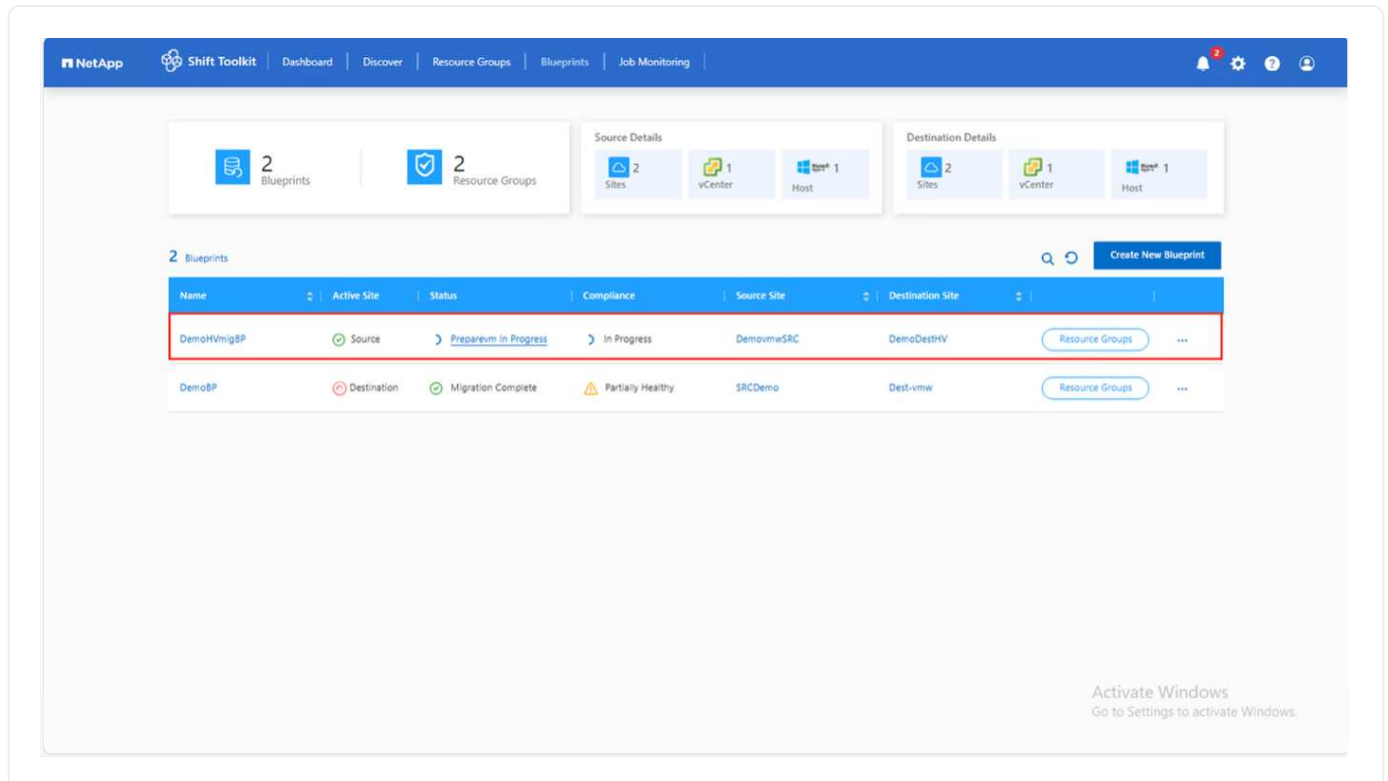 NetApp Shift Toolkit Dashboard Discover Resource Groups Blueprints Job Monitoring 2
2 Blueprints
2 Resource Groups
Source Details
2 Sites
1 vCenter
1 Host
Destination Details
2 Sites
1 vCenter
1 Host
2 Blueprints
Create New Blueprint
Name Active Site Status Compliance Source Site Destination Site
DemoHVmigBP Source Preparevm In Progress In Progress DemovmwSRC DemoDestHV Resource Groups ...
DemoBP Destination Migration Complete Partially Healthy SRCDemo Dest-vmw Resource Groups ...
Activate Windows
Go to Settings to activate Windows.